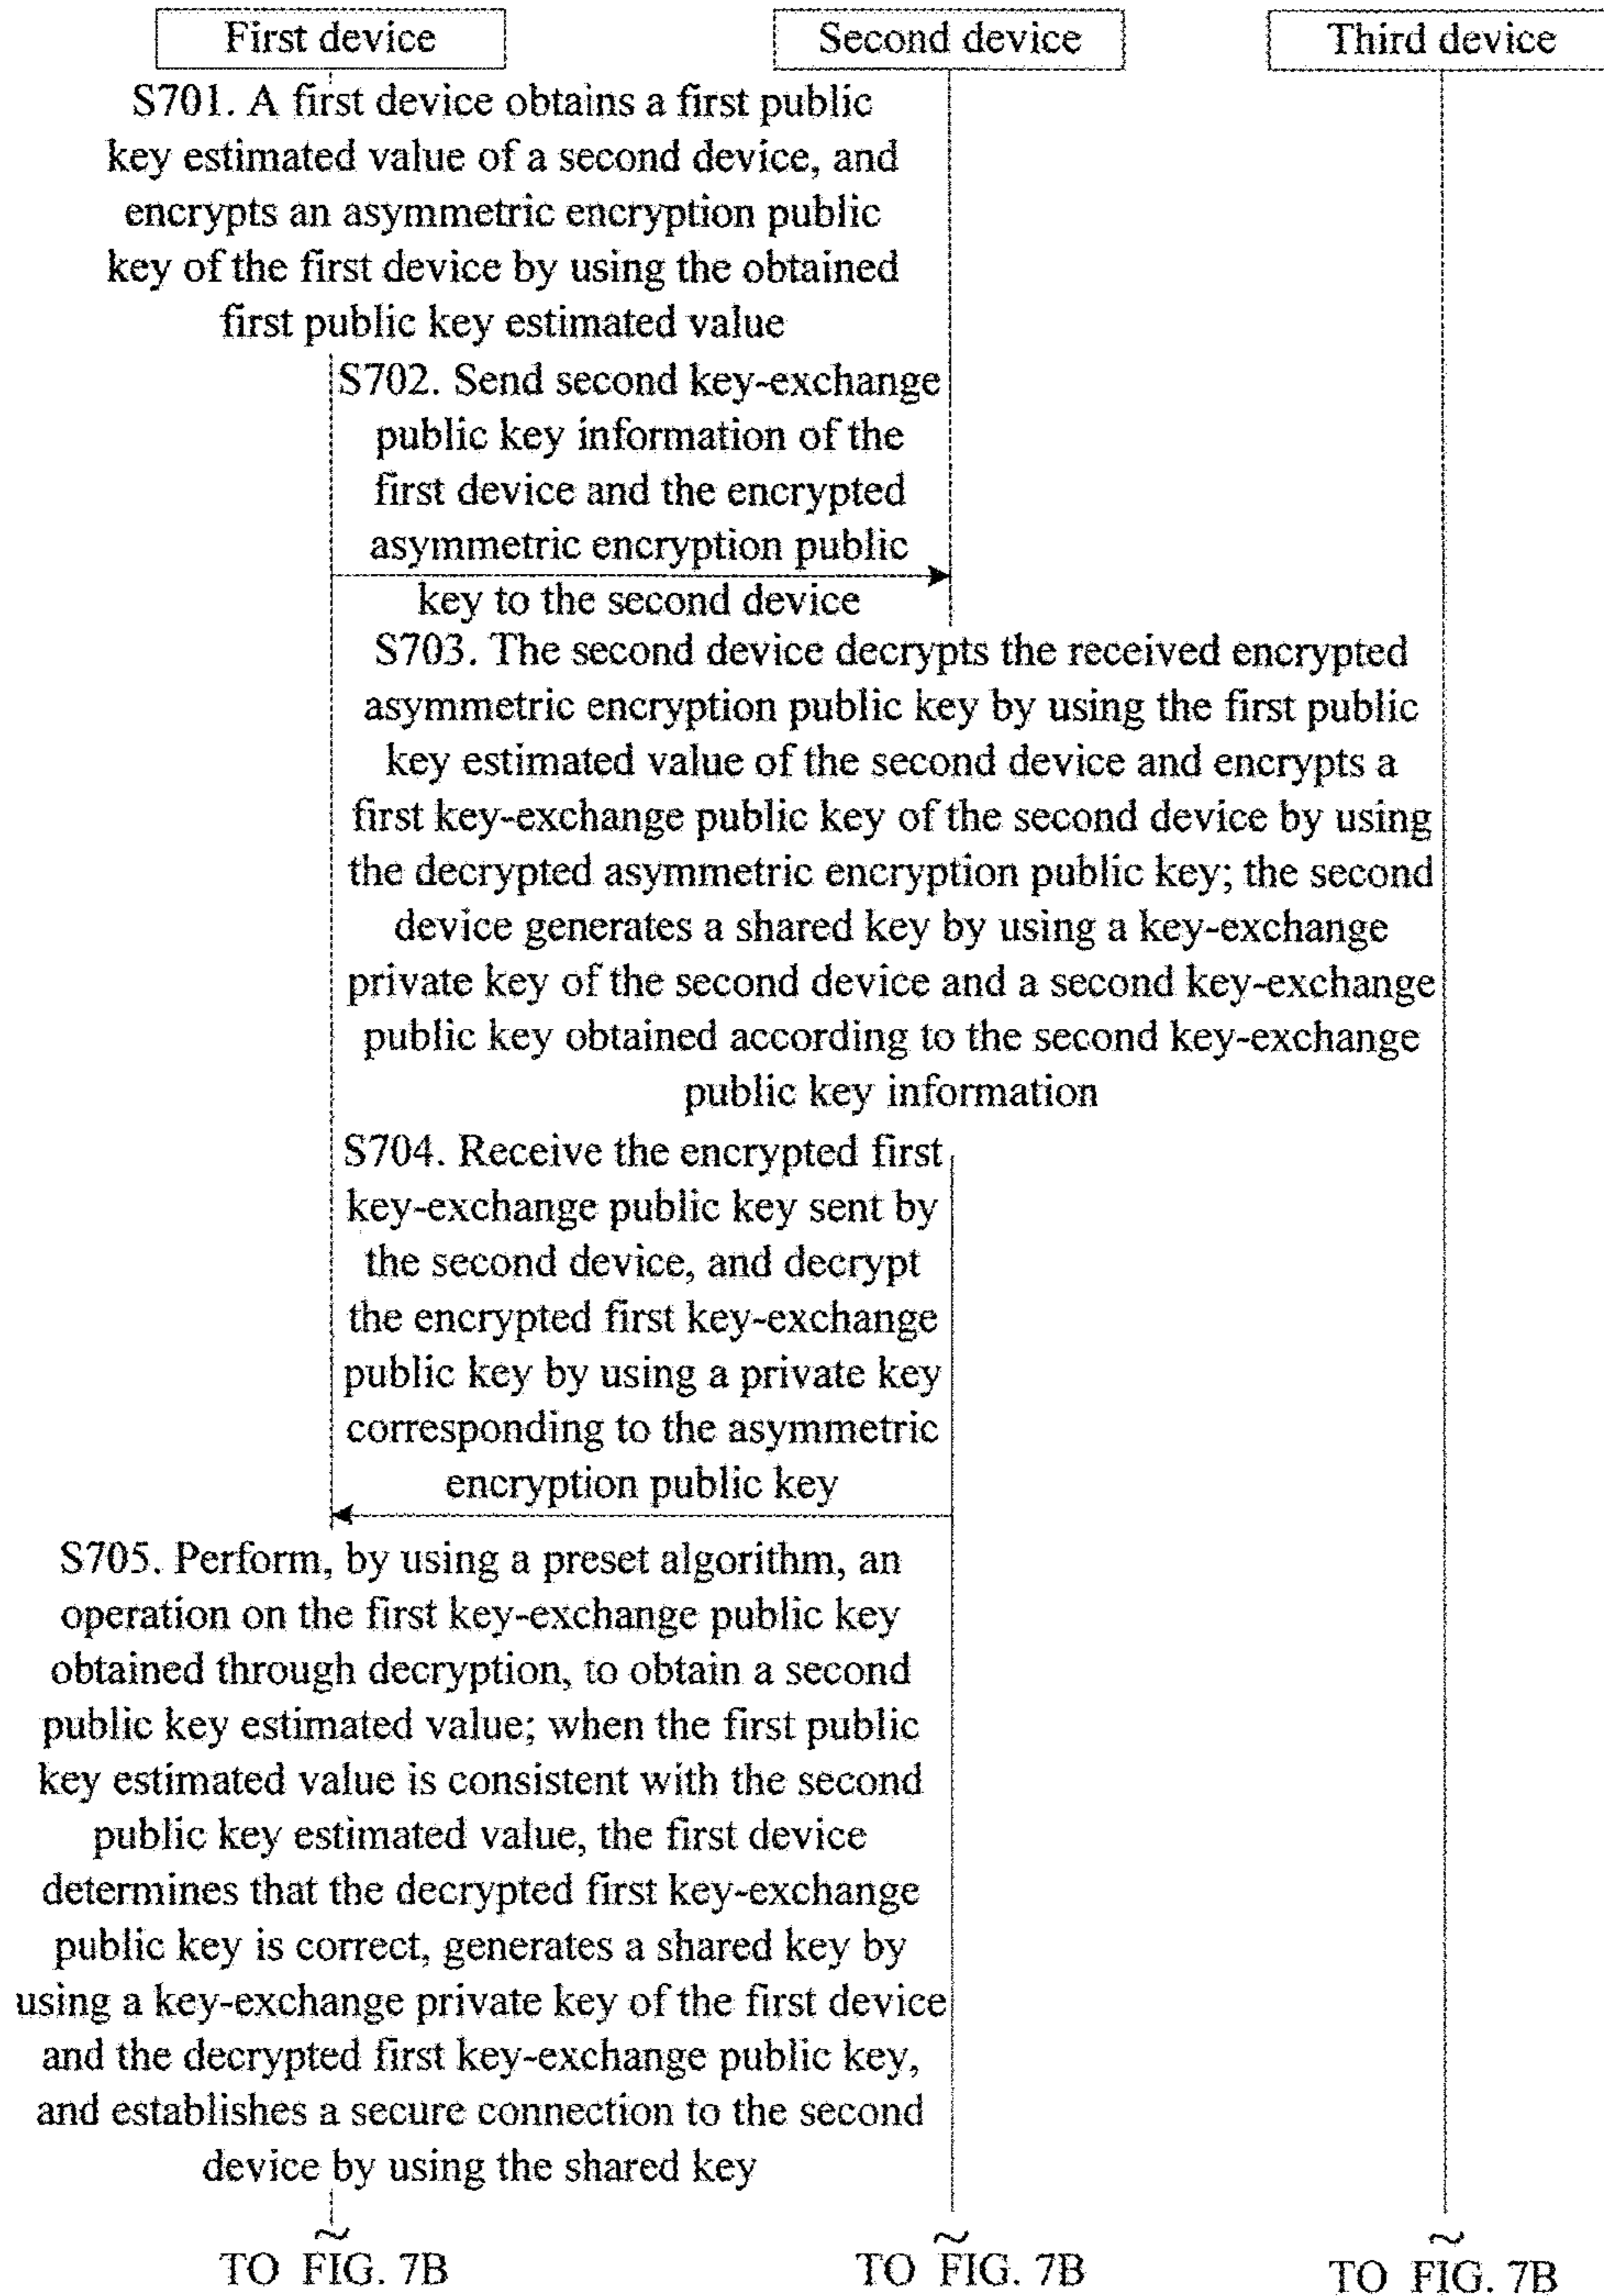 First device
Second device
Third device
S701. A first device obtains a first public
key estimated value of a second device, and
encrypts an asymmetric encryption public
key of the first device by using the obtained
first public key estimated value
S702. Send second key-exchange
public key information of the
first device and the encrypted
asymmetric encryption public
key to the second device
S703. The second device decrypts the received encrypted
asymmetric encryption public key by using the first public
key estimated value of the second device and encrypts a
first key-exchange public key of the second device by using
the decrypted asymmetric encryption public key; the second
device generates a shared key by using a key-exchange
private key of the second device and a second key-exchange
public key obtained according to the second key-exchange
public key information
S704. Receive the encrypted first
key-exchange public key sent by
the second device, and decrypt
the encrypted first key-exchange
public key by using a private key
corresponding to the asymmetric
encryption public key
S705. Perform, by using a preset algorithm, an
operation on the first key-exchange public key
obtained through decryption, to obtain a second
public key estimated value; when the first public
key estimated value is consistent with the second
public key estimated value, the first device
determines that the decrypted first key-exchange
public key is correct, generates a shared key by
using a key-exchange private key of the first device
and the decrypted first key-exchange public key,
and establishes a secure connection to the second
device by using the shared key
TO FIG. 7B
TO FIG. 7B
TO FIG. 7B